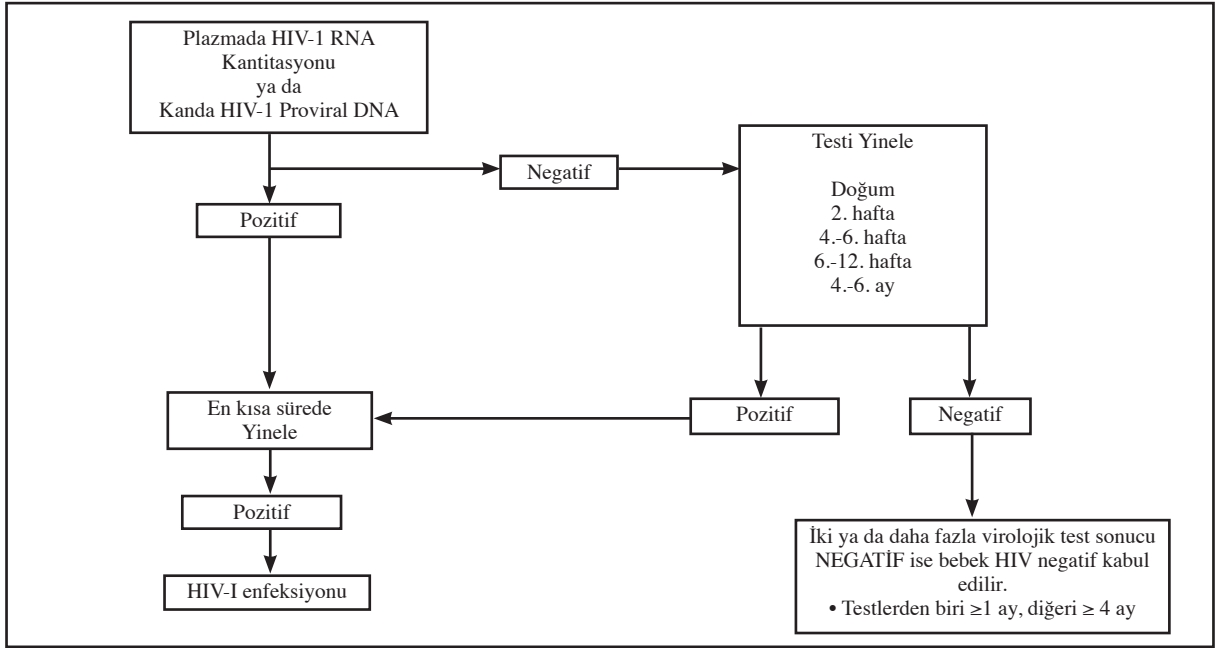 Plazmada HIV-1 RNA
Kantitasyonu
ya da
Kanda HIV-1 Proviral DNA
Negatif
Testi Yinele
Doğum
2. hafta
4.-6. hafta
6.-12. hafta
4.-6. ay
Pozitif
En kısa sürede
Yinele
Pozitif
Negatif
Pozitif
HIV-I enfeksiyonu
İki ya da daha fazla virolojik test sonucu
NEGATİF ise bebek HIV negatif kabul
edilir.
• Testlerden biri ≥1 ay, diğeri ≥ 4 ay